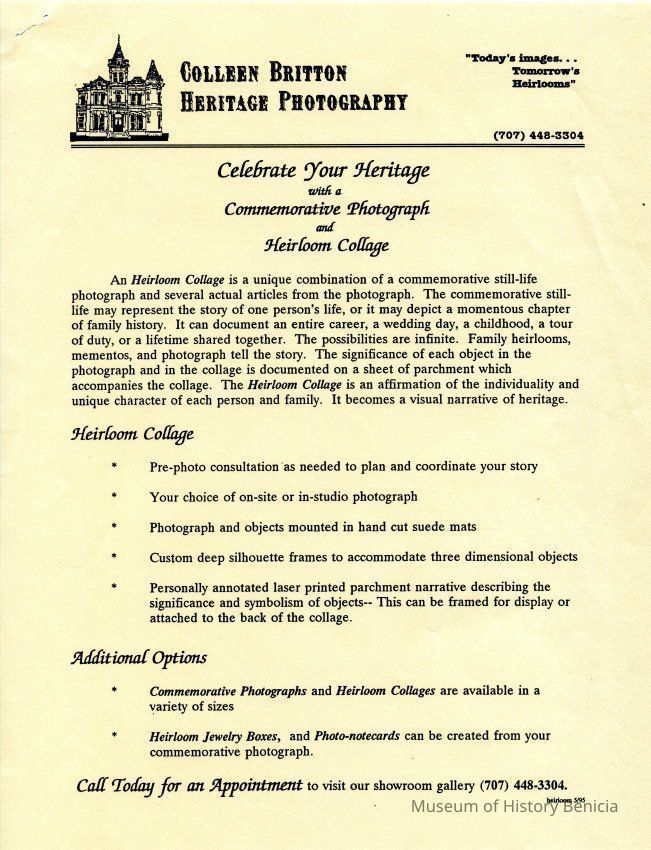 COLLEEN BRITTON
HERITAGE PHOTOGRAPHY
"Today's images. . .
Tomorrow's
Heirlooms"
(707) 448-3304
Celebrate Your Heritage
with a
Commemorative Photograph
and
Heirloom Collage
An Heirloom Collage is a unique combination of a commemorative still-life
photograph and several actual articles from the photograph. The commemorative still-
life may represent the story of one person's life, or it may depict a momentous chapter
of family history. It can document an entire career, a wedding day, a childhood, a tour
of duty, or a lifetime shared together. The possibilities are infinite. Family heirlooms,
mementos, and photograph tell the story. The significance of each object in the
photograph and in the collage is documented on a sheet of parchment which
accompanies the collage. The Heirloom Collage is an affirmation of the individuality and
unique character of each person and family. It becomes a visual narrative of heritage.
Heirloom Collage
* Pre-photo consultation as needed to plan and coordinate your story
* Your choice of on-site or in-studio photograph
* Photograph and objects mounted in hand cut suede mats
* Custom deep silhouette frames to accommodate three dimensional objects
* Personally annotated laser printed parchment narrative describing the
significance and symbolism of objects-- This can be framed for display or
attached to the back of the collage.
Additional Options
* Commemorative Photographs and Heirloom Collages are available in a
variety of sizes
* Heirloom Jewelry Boxes, and Photo-notecards can be created from your
commemorative photograph.
Call Today for an Appointment to visit our showroom gallery (707) 448-3304.
heirloom 5/95
Museum of History Benicia